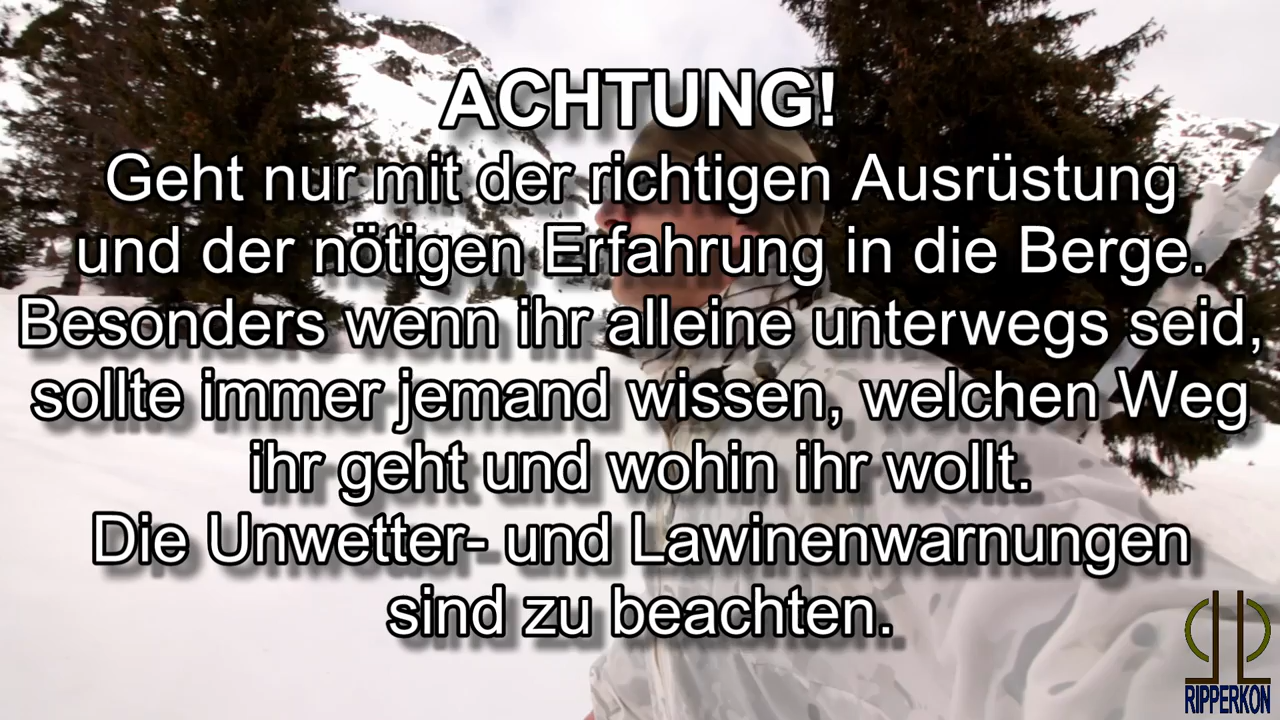 ACHTUNG!
Geht nur mit der richtigen Ausrüstung
und der nötigen Erfahrung in die Berge.
Besonders wenn ihr alleine unterwegs seid,
sollte immer jemand wissen, welchen Weg
ihr geht und wohin ihr wollt.
Die Unwetter- und Lawinenwarnungen
sind zu beachten.
RIPPERKON